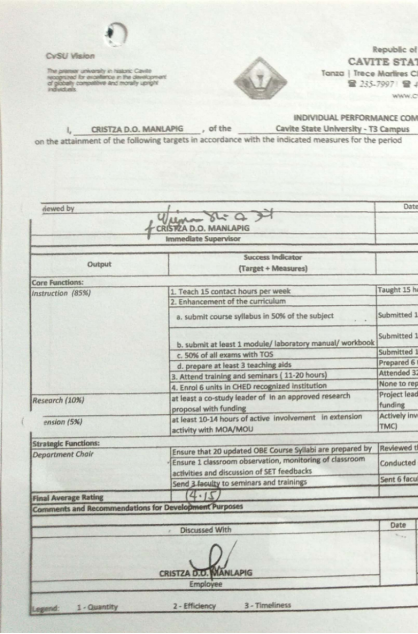 CvSU Vision
The premier university in historic Cavite
recognized for excellence in the development
of globally competitive and morally upright
individuals.
Republic of
CAVITE STAT
Tanza | Trece Martires C
☎ 235-7997 ☎ 4
www.c
INDIVIDUAL PERFORMANCE COM
I, CRISTZA D.O. MANLAPIG , of the Cavite State University - T3 Campus
on the attainment of the following targets in accordance with the indicated measures for the period
iewed by Date
CRISTZA D.O. MANLAPIG
Immediate Supervisor
Output Success Indicator
(Target + Measures)
Core Functions:
Instruction (85%) 1. Teach 15 contact hours per week Taught 15 h
2. Enhancement of the curriculum
a. submit course syllabus in 50% of the subject Submitted 1
b. submit at least 1 module/ laboratory manual/ workbook Submitted 1
c. 50% of all exams with TOS Submitted 1
d. prepare at least 3 teaching aids Prepared 6
3. Attend training and seminars ( 11-20 hours) Attended 32
4. Enrol 6 units in CHED recognized institution None to rep
Research (10%) at least a co-study leader of in an approved research Project lead
proposal with funding funding
ension (5%) at least 10-14 hours of active involvement in extension Actively inv
activity with MOA/MOU TMC)
Strategic Functions:
Department Chair Ensure that 20 updated OBE Course Syllabi are prepared by Reviewed t
Ensure 1 classroom observation, monitoring of classroom Conducted
activities and discussion of SET feedbacks
Send 3 faculty to seminars and trainings Sent 6 facul
Final Average Rating (4.15)
Comments and Recommendations for Development Purposes
Discussed With Date
CRISTZA D.O. MANLAPIG
Employee
Legend: 1 - Quantity 2 - Efficiency 3 - Timeliness